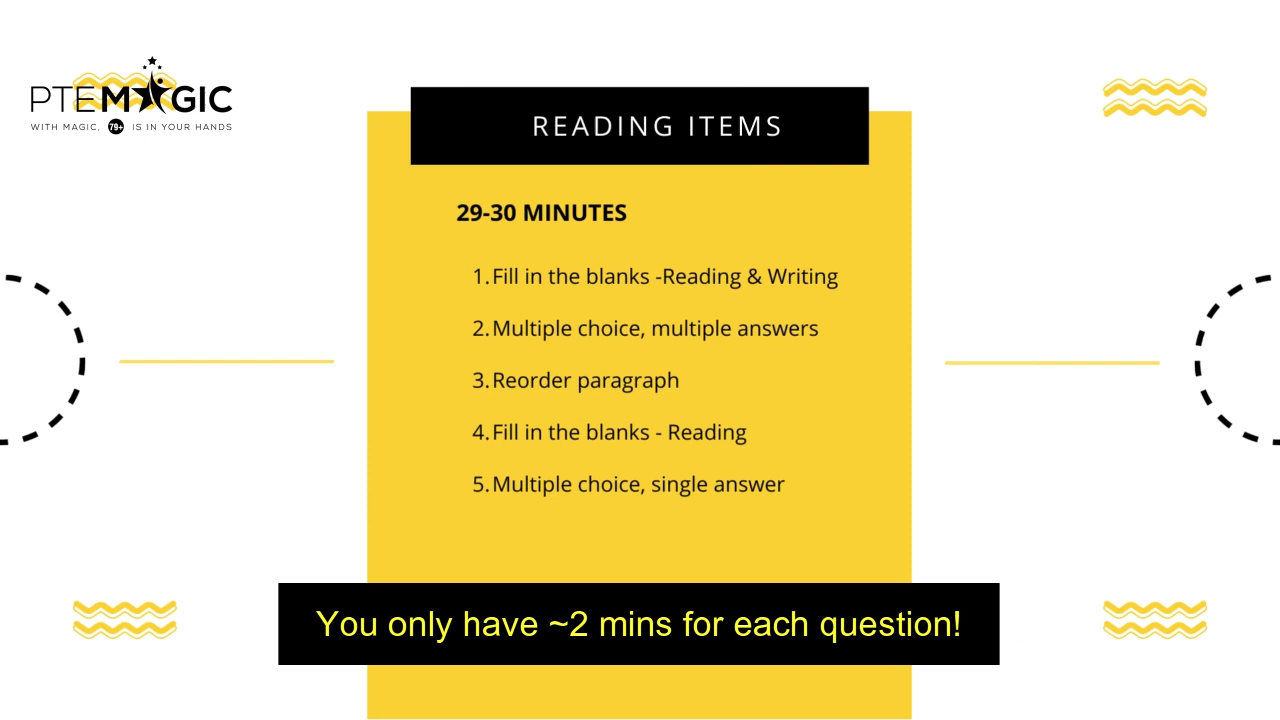 PTEMAGIC
WITH MAGIC, 79+ IS IN YOUR HANDS
READING ITEMS
29-30 MINUTES
1. Fill in the blanks -Reading & Writing
2. Multiple choice, multiple answers
3. Reorder paragraph
4. Fill in the blanks - Reading
5. Multiple choice, single answer
You only have ~2 mins for each question!